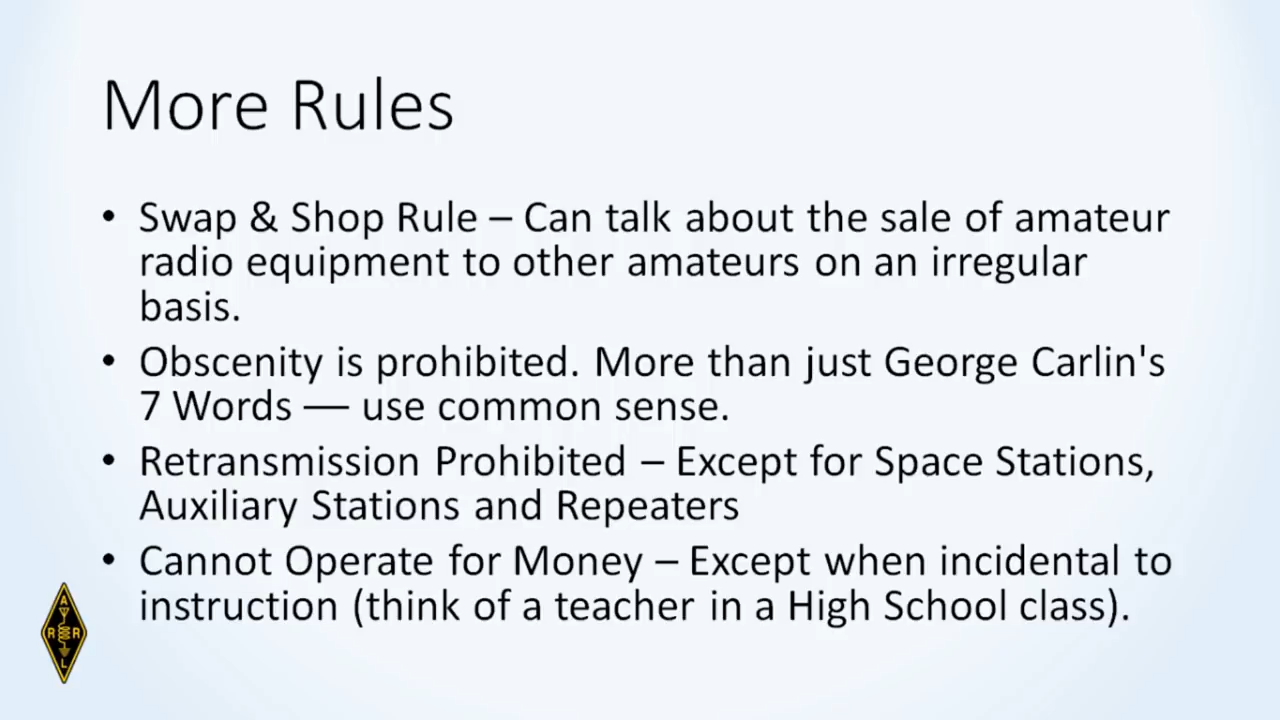 More Rules
• Swap & Shop Rule – Can talk about the sale of amateur
radio equipment to other amateurs on an irregular
basis.
• Obscenity is prohibited. More than just George Carlin's
7 Words — use common sense.
• Retransmission Prohibited – Except for Space Stations,
Auxiliary Stations and Repeaters
• Cannot Operate for Money – Except when incidental to
instruction (think of a teacher in a High School class).
A
R R
L